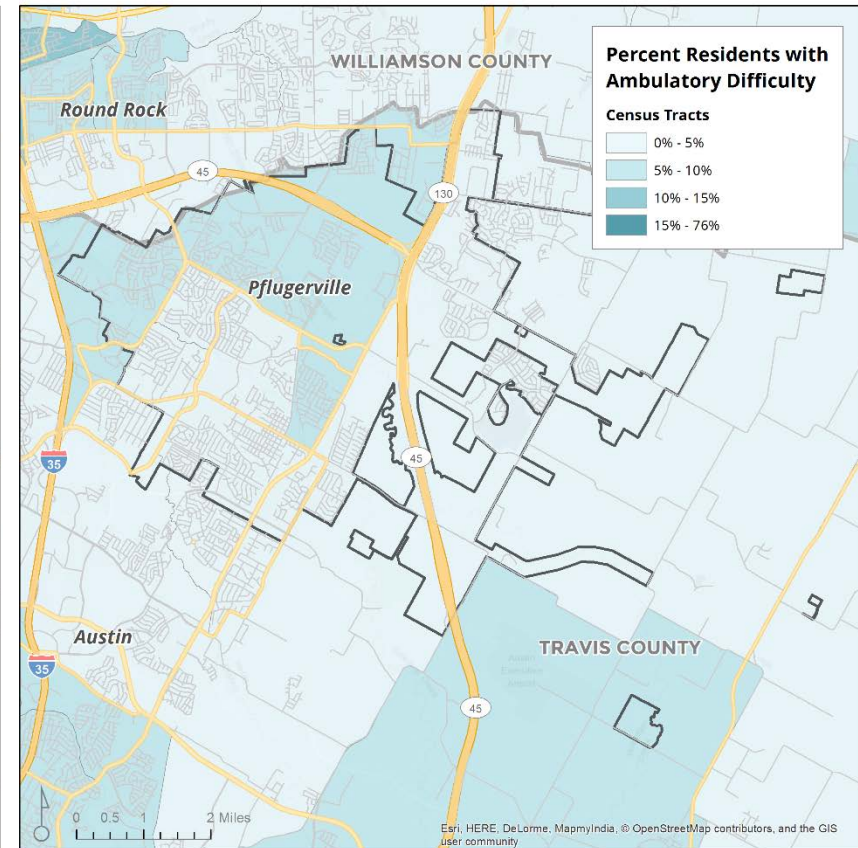 WILLIAMSON COUNTY
Percent Residents with
Ambulatory Difficulty
Census Tracts
0% - 5%
5% - 10%
10% - 15%
15% - 76%
Round Rock
45
130
Pflugerville
45
35
Austin
35
TRAVIS COUNTY
45
0 0.5 1 2 Miles
Esri, HERE, DeLorme, MapmyIndia, © OpenStreetMap contributors, and the GIS
user community